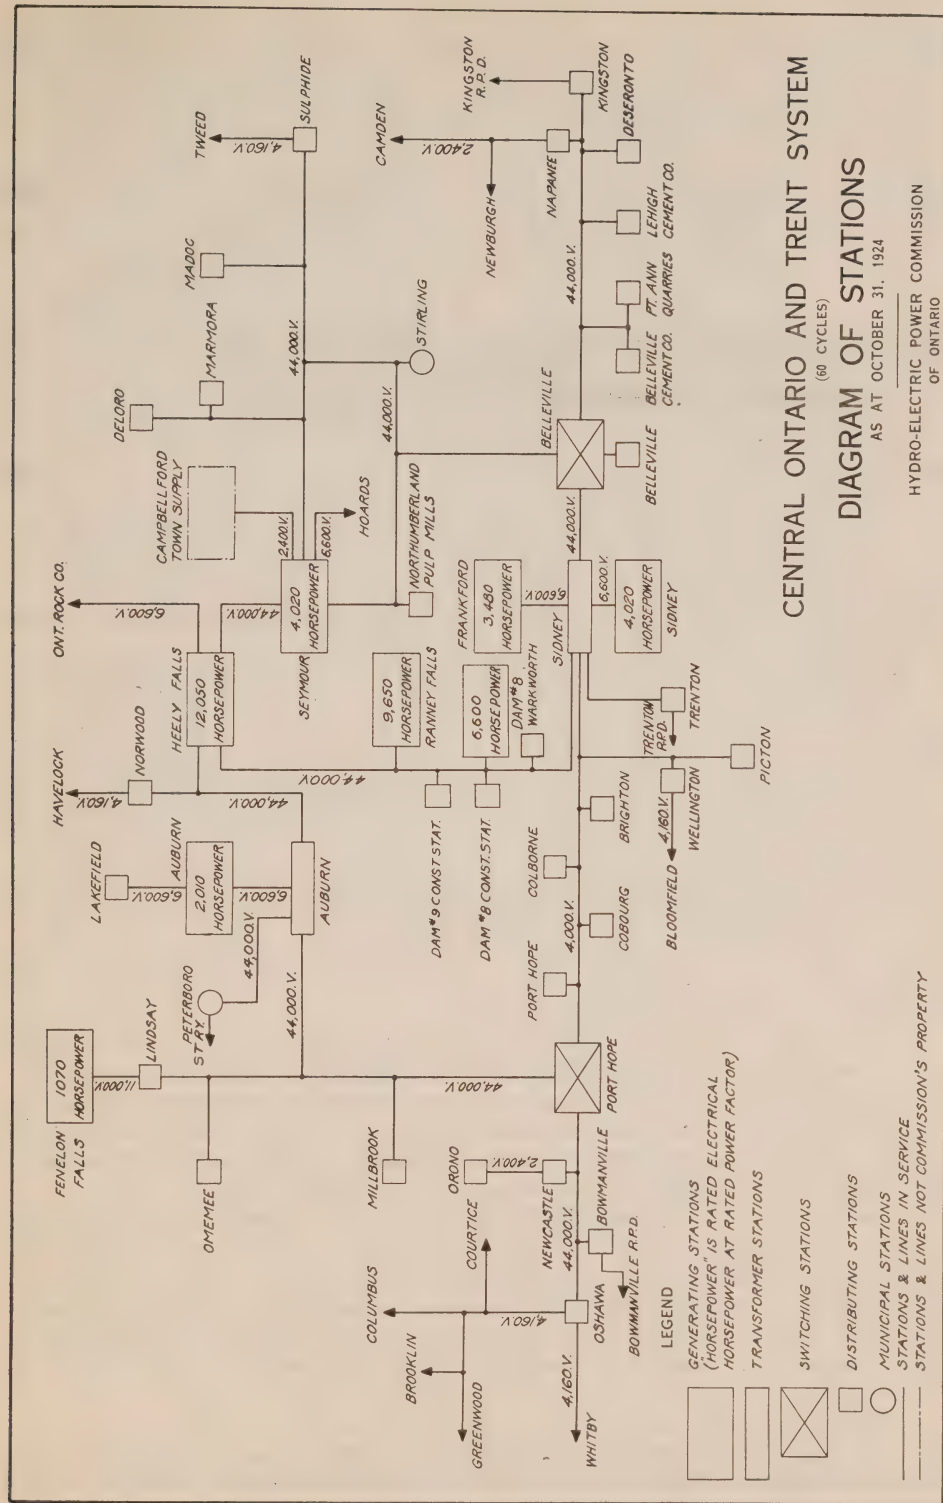 CENTRAL ONTARIO AND TRENT SYSTEM
(60 CYCLES)
DIAGRAM OF STATIONS
AS AT OCTOBER 31, 1924
HYDRO-ELECTRIC POWER COMMISSION
OF ONTARIO
FENELON
FALLS
1070
HORSEPOWER
11,000.V.
LINDSAY
OMEMEE
MILLBROOK
PETERBORO
ST. RY.
44,000.V.
44,000.V.
LAKEFIELD
6,600.V.
AUBURN
2,010
HORSEPOWER
6,600.V.
AUBURN
HAVELOCK
4,160.V.
NORWOOD
44,000.V.
HEELY FALLS
12,050
HORSEPOWER
ONT. ROCK CO.
6,600.V.
44,000.V.
44,000.V.
CAMPBELLFORD
TOWN SUPPLY
2,400.V.
6,600.V.
HOARDS
SEYMOUR
4,020
HORSEPOWER
DELORO
MARMORA
MADOC
44,000.V.
TWEED
4,160.V.
SULPHIDE
STIRLING
44,000.V.
NORTHUMBERLAND
PULP MILLS
9,650
HORSEPOWER
RANNEY FALLS
6,600
HORSEPOWER
DAM #8
WARKWORTH
DAM #9 CONST STAT.
DAM #8 CONST. STAT.
FRANKFORD
3,480
HORSEPOWER
6,600.V.
SIDNEY
6,600.V.
4,020
HORSEPOWER
SIDNEY
44,000.V.
BELLEVILLE
BELLEVILLE
BELLEVILLE
CEMENT CO.
PT. ANN
QUARRIES
LEHIGH
CEMENT CO.
44,000.V.
CAMDEN
2,400.V.
NEWBURGH
NAPANEE
DESERONTO
KINGSTON
R.P.D.
KINGSTON
TRENTON
R.P.D.
TRENTON
PICTON
WELLINGTON
4,160.V.
BLOOMFIELD
BRIGHTON
COLBORNE
4,000.V.
COBOURG
PORT HOPE
PORT HOPE
44,000.V.
ORONO
2,400.V.
NEWCASTLE
44,000.V.
BOWMANVILLE
BOWMANVILLE R.P.D.
COLUMBUS
COURTICE
BROOKLIN
GREENWOOD
4,160.V.
OSHAWA
4,160.V.
WHITBY
LEGEND
GENERATING STATIONS
("HORSEPOWER" IS RATED ELECTRICAL
HORSEPOWER AT RATED POWER FACTOR)
TRANSFORMER STATIONS
SWITCHING STATIONS
DISTRIBUTING STATIONS
MUNICIPAL STATIONS
STATIONS & LINES IN SERVICE
STATIONS & LINES NOT COMMISSION'S PROPERTY